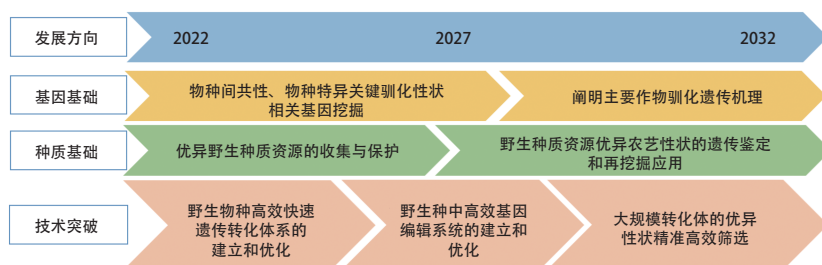 发展方向
2022
2027
2032
基因基础
物种间共性、物种特异关键驯化性状
相关基因挖掘
阐明主要作物驯化遗传机理
种质基础
优异野生种质资源的收集与保护
野生种质资源优异农艺性状的遗传鉴定
和再挖掘应用
技术突破
野生物种高效快速
遗传转化体系的
建立和优化
野生种中高效基因
编辑系统的建立和
优化
大规模转化体的优异
性状精准高效筛选